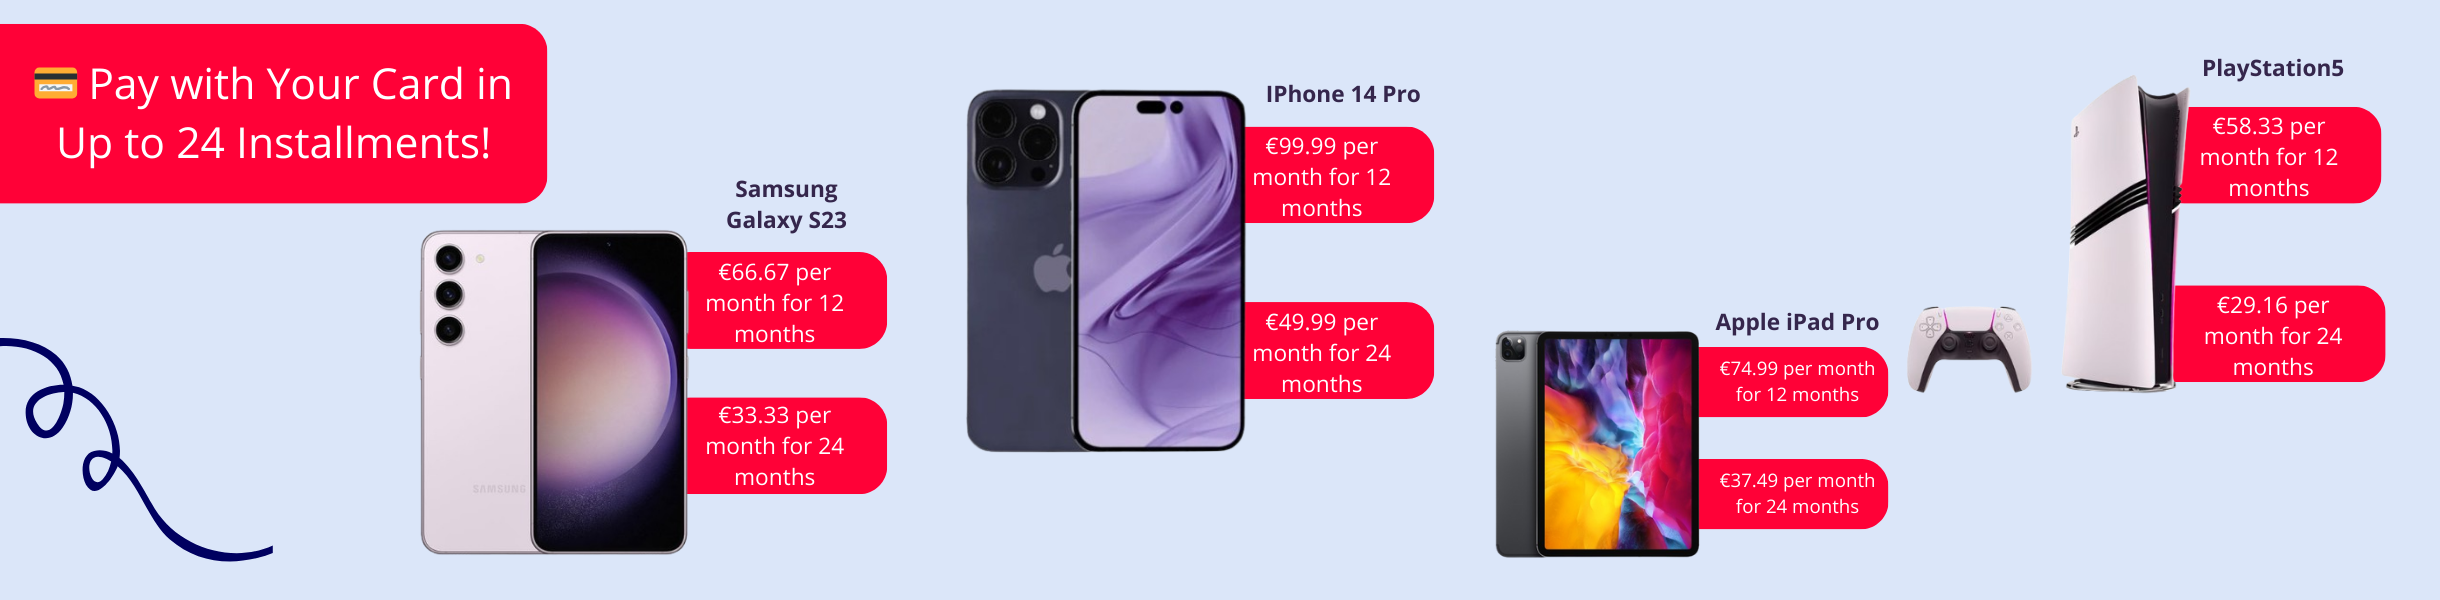 💳 Pay with Your Card in
Up to 24 Installments!
Samsung
Galaxy S23
€66.67 per
month for 12
months
€33.33 per
month for 24
months
SAMSUNG
IPhone 14 Pro
€99.99 per
month for 12
months
€49.99 per
month for 24
months
Apple iPad Pro
€74.99 per month
for 12 months
€37.49 per month
for 24 months
PlayStation5
€58.33 per
month for 12
months
€29.16 per
month for 24
months